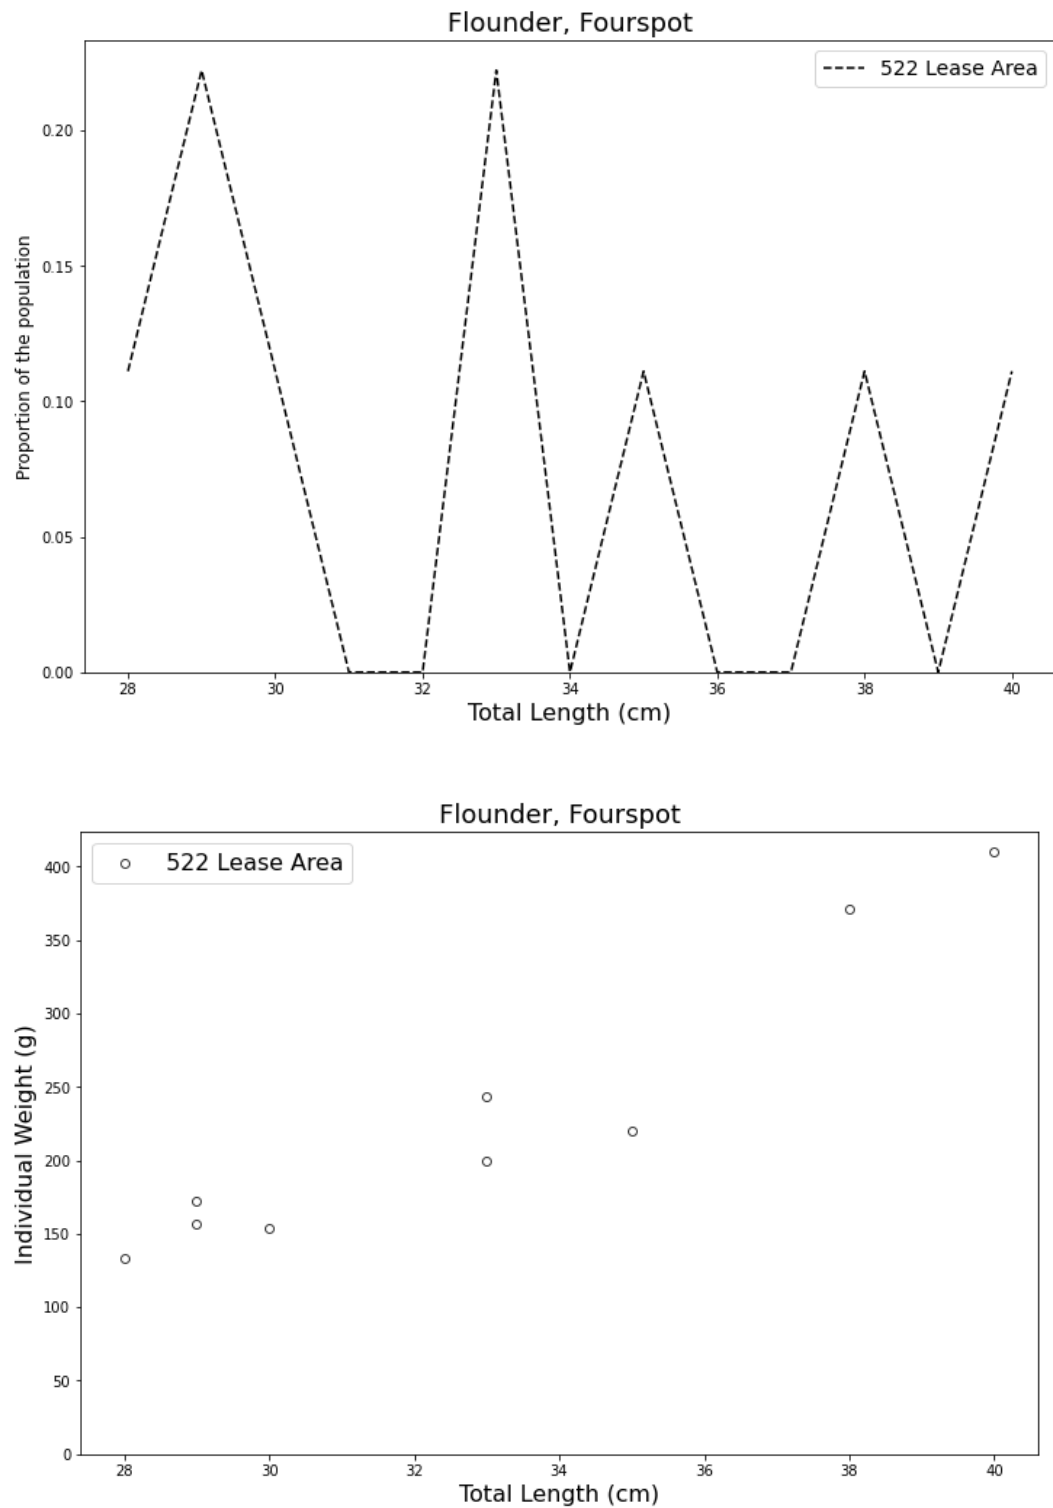 Flounder, Fourspot
522 Lease Area
0.20
0.15
0.10
0.05
0.00
Proportion of the population
28 30 32 34 36 38 40
Total Length (cm)
Flounder, Fourspot
522 Lease Area
400
350
300
250
200
150
100
50
0
Individual Weight (g)
28 30 32 34 36 38 40
Total Length (cm)